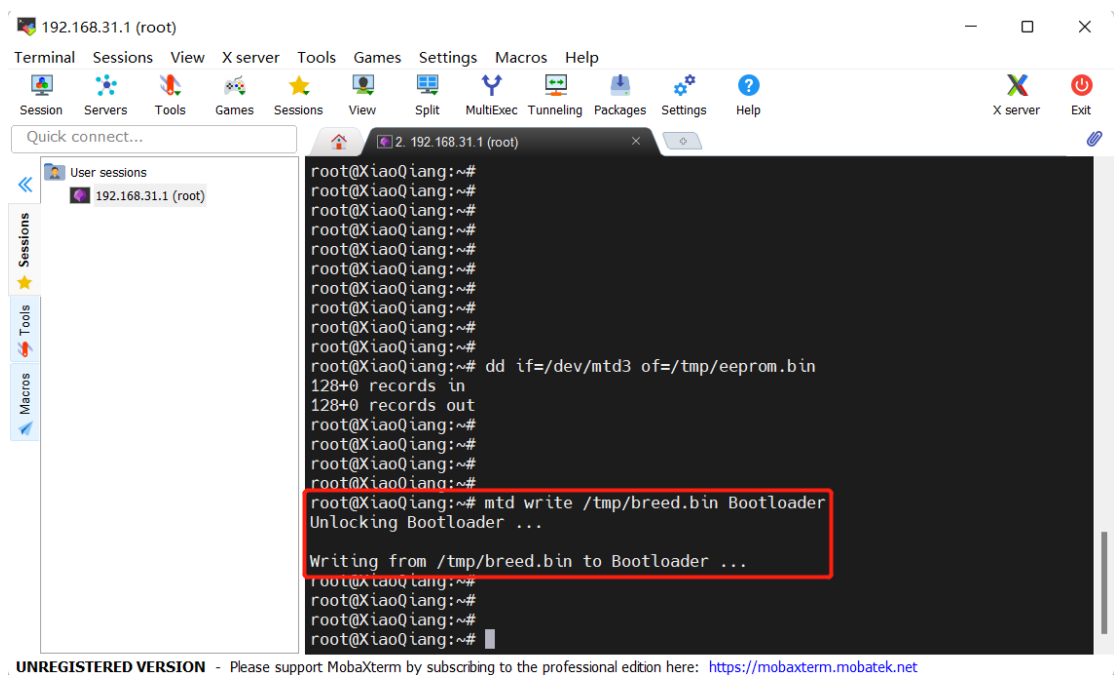 192.168.31.1 (root)
Terminal Sessions View X server Tools Games Settings Macros Help
Session Servers Tools Games Sessions View Split MultiExec Tunneling Packages Settings Help X server Exit
Quick connect...
2. 192.168.31.1 (root)
User sessions
192.168.31.1 (root)
Sessions
Tools
Macros
root@XiaoQiang:~#
root@XiaoQiang:~#
root@XiaoQiang:~#
root@XiaoQiang:~#
root@XiaoQiang:~#
root@XiaoQiang:~#
root@XiaoQiang:~#
root@XiaoQiang:~#
root@XiaoQiang:~#
root@XiaoQiang:~#
root@XiaoQiang:~# dd if=/dev/mtd3 of=/tmp/eeprom.bin
128+0 records in
128+0 records out
root@XiaoQiang:~#
root@XiaoQiang:~#
root@XiaoQiang:~#
root@XiaoQiang:~#
root@XiaoQiang:~# mtd write /tmp/breed.bin Bootloader
Unlocking Bootloader ...
Writing from /tmp/breed.bin to Bootloader ...
root@XiaoQiang:~#
root@XiaoQiang:~#
root@XiaoQiang:~#
root@XiaoQiang:~#
UNREGISTERED VERSION - Please support MobaXterm by subscribing to the professional edition here: https://mobaxterm.mobatek.net